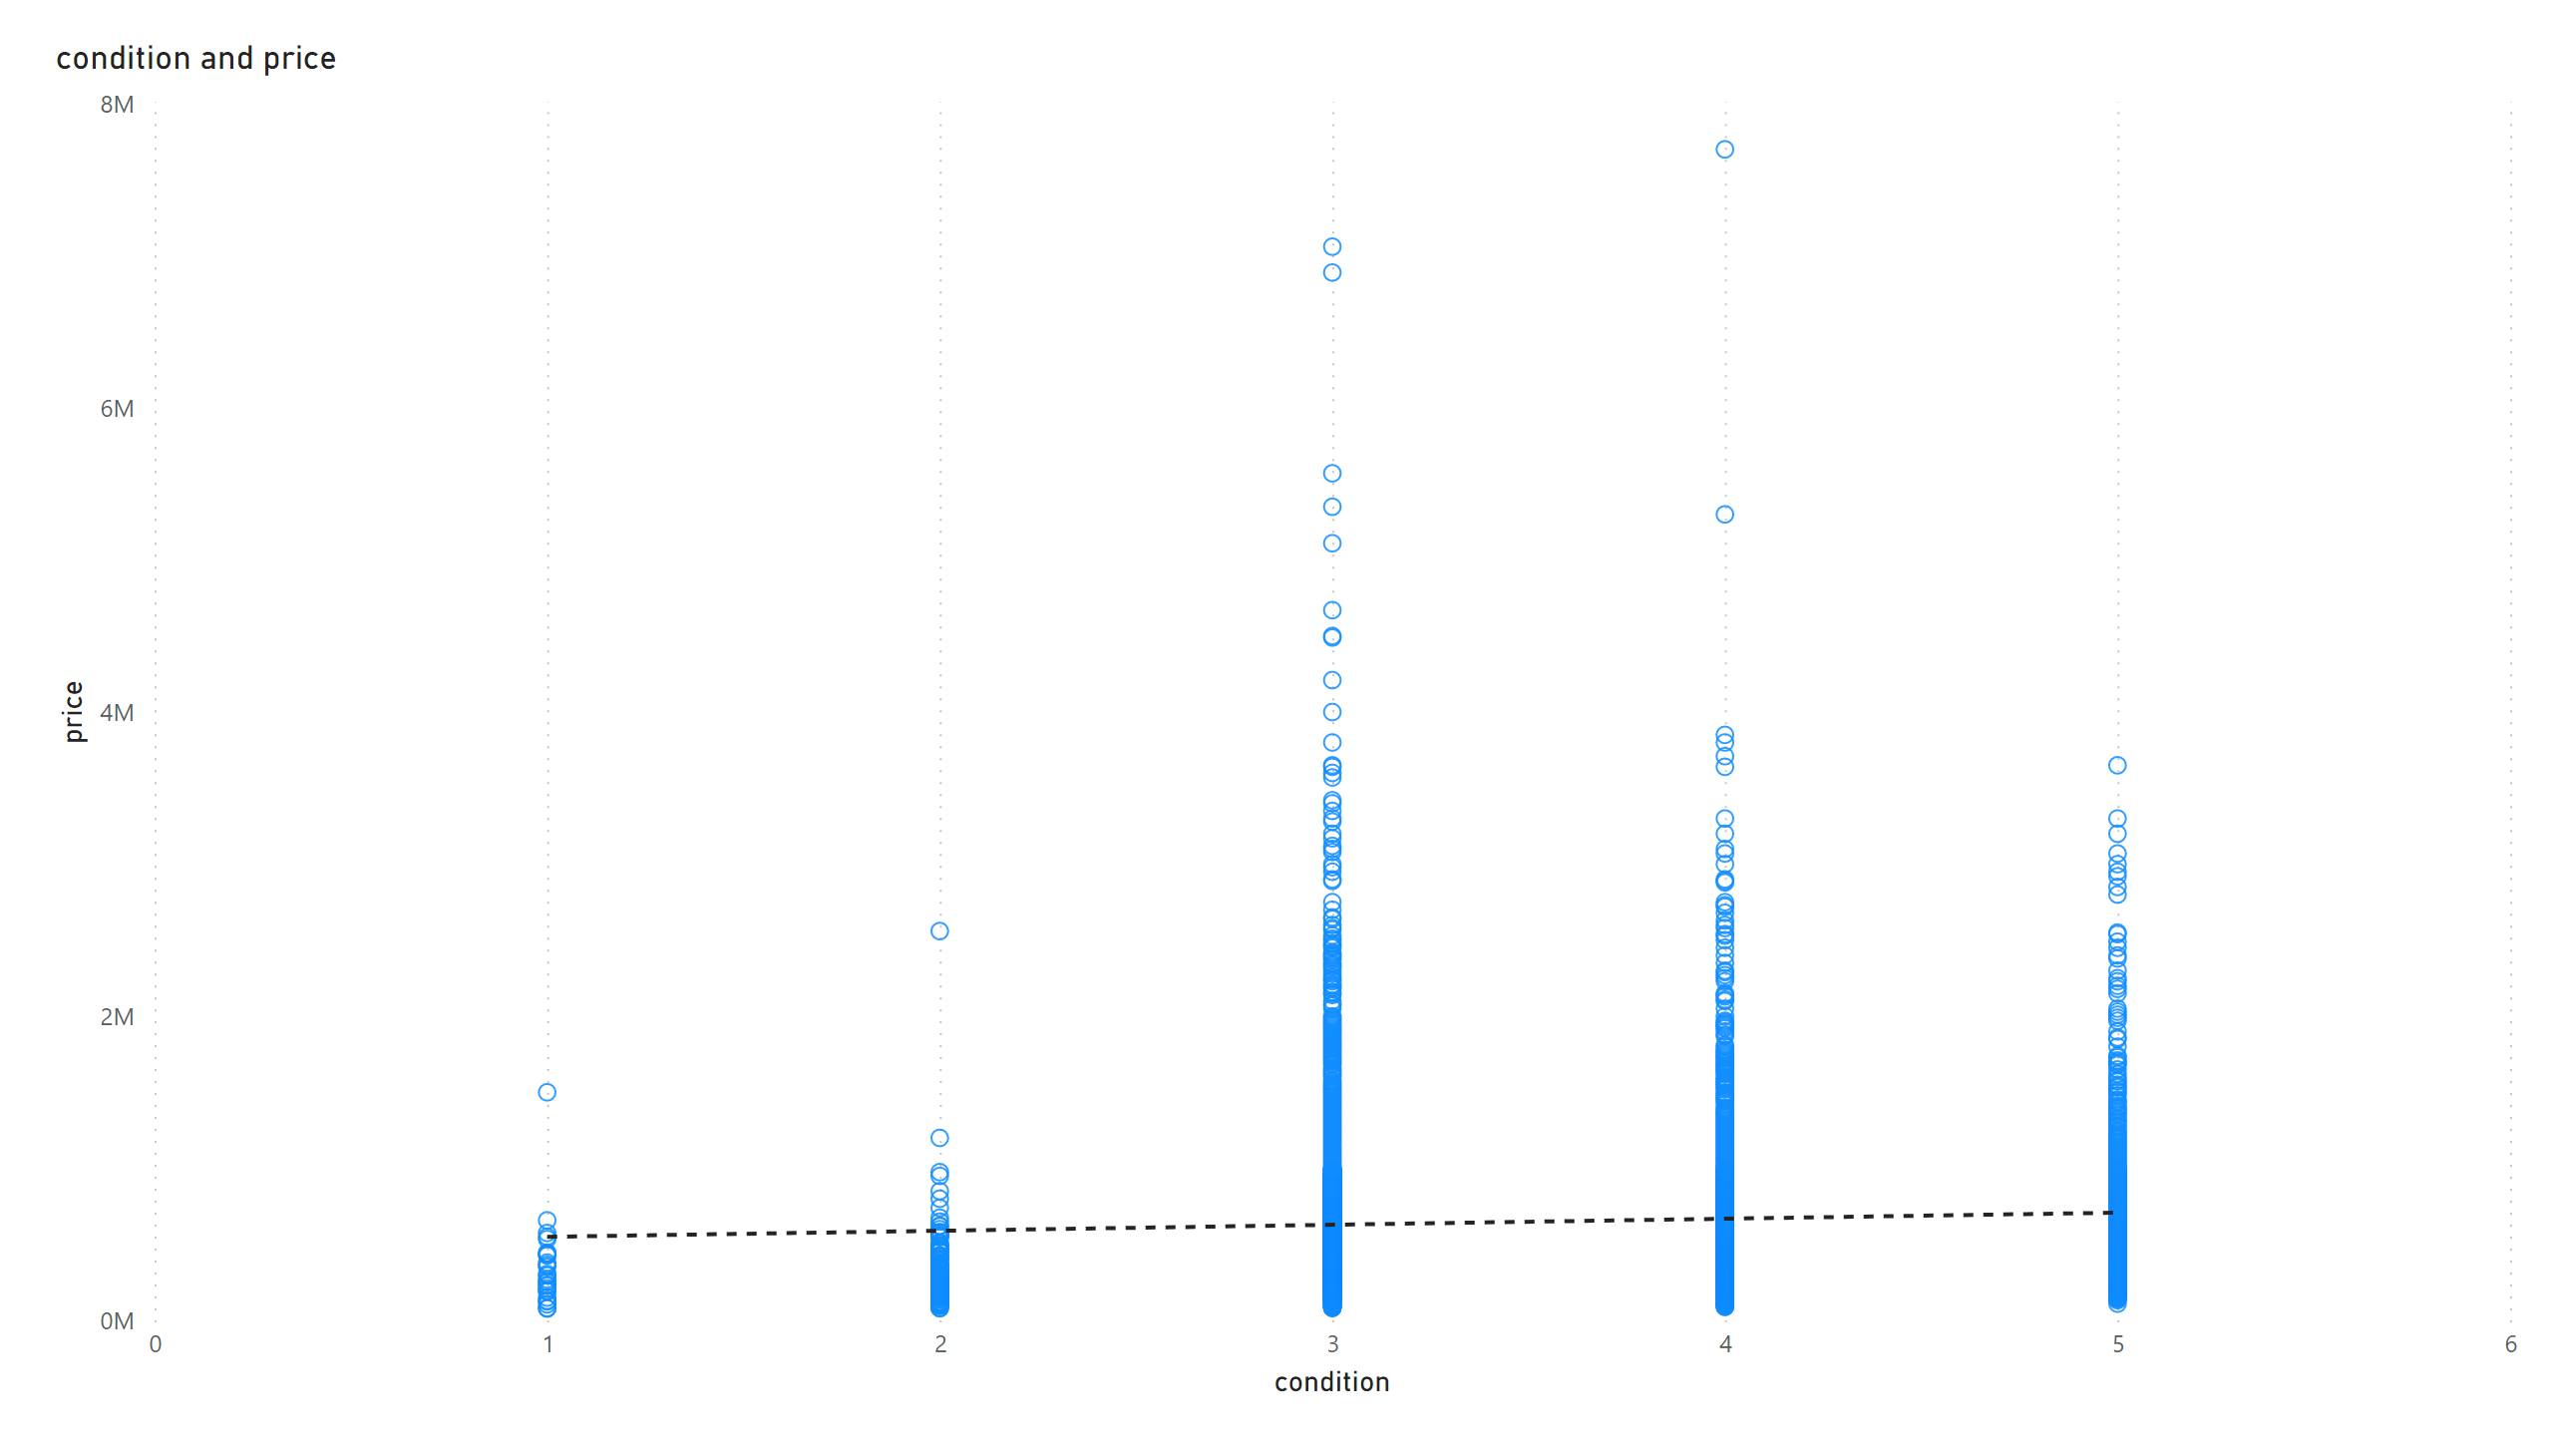 condition and price
8M
6M
4M
2M
0M
price
0 1 2 3 4 5 6
condition